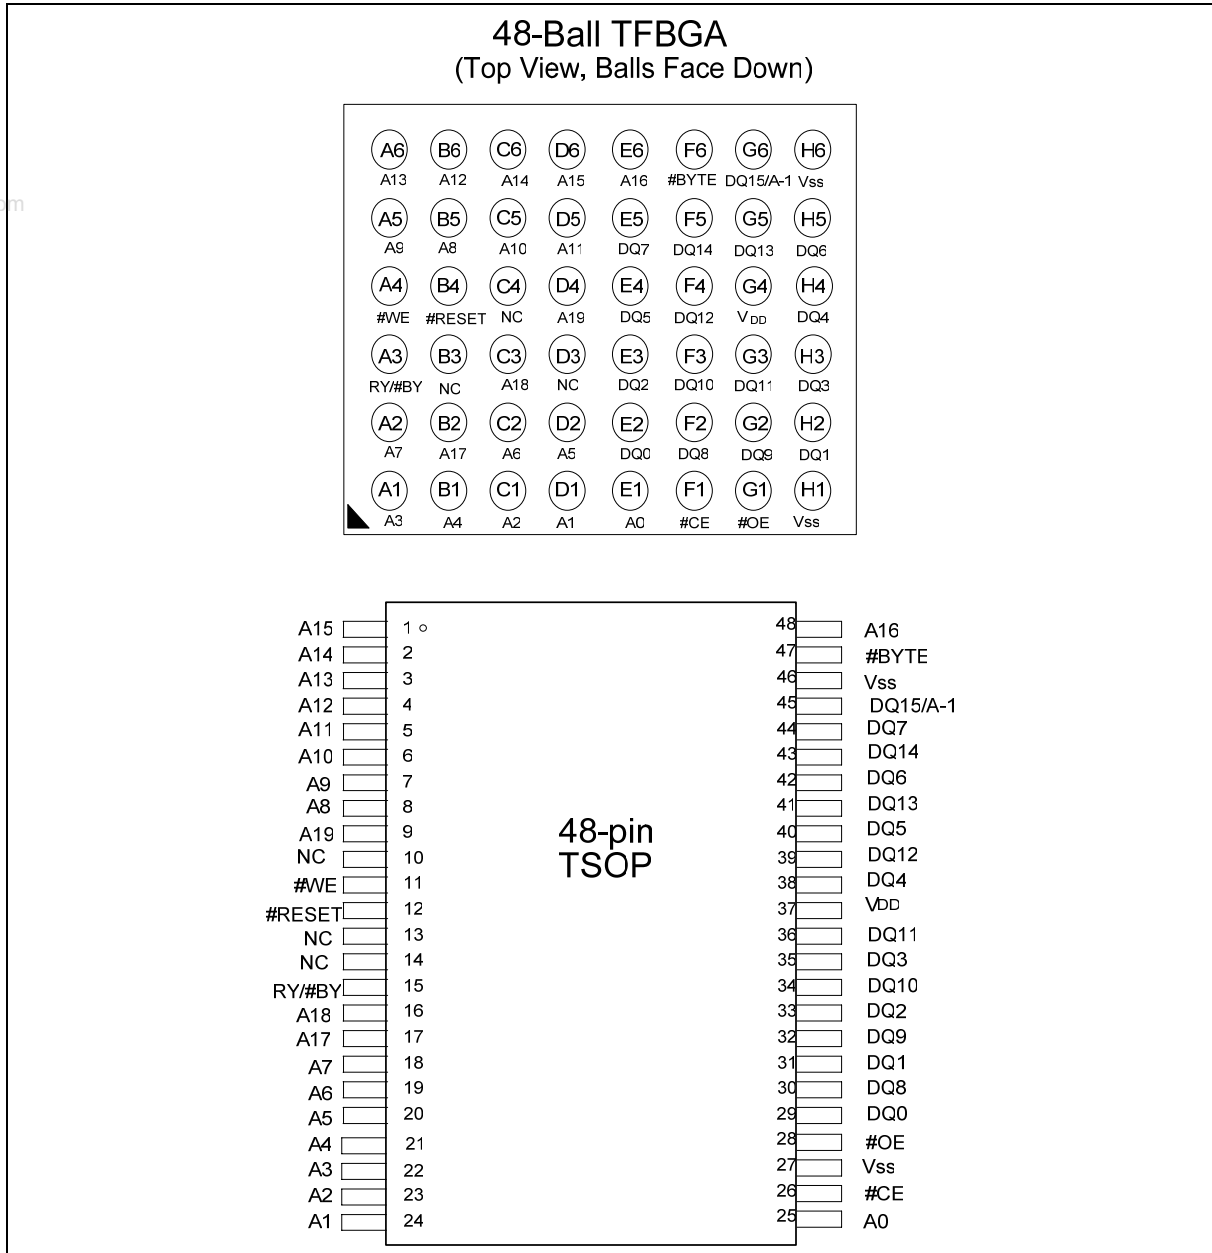 48-Ball TFBGA
(Top View, Balls Face Down)
A6 B6 C6 D6 E6 F6 G6 H6
A13 A12 A14 A15 A16 #BYTE DQ15/A-1 Vss
om
A5 B5 C5 D5 E5 F5 G5 H5
A9 A8 A10 A11 DQ7 DQ14 DQ13 DQ6
A4 B4 C4 D4 E4 F4 G4 H4
#WE #RESET NC A19 DQ5 DQ12 VDD DQ4
A3 B3 C3 D3 E3 F3 G3 H3
RY/#BY NC A18 NC DQ2 DQ10 DQ11 DQ3
A2 B2 C2 D2 E2 F2 G2 H2
A7 A17 A6 A5 DQ0 DQ8 DQ9 DQ1
A1 B1 C1 D1 E1 F1 G1 H1
A3 A4 A2 A1 A0 #CE #OE Vss
A15 1 48 A16
A14 2 47 #BYTE
A13 3 46 Vss
A12 4 45 DQ15/A-1
A11 5 44 DQ7
A10 6 43 DQ14
A9 7 42 DQ6
A8 8 41 DQ13
A19 9 40 DQ5
NC 10 39 DQ12
#WE 11 38 DQ4
#RESET 12 37 VDD
NC 13 36 DQ11
NC 14 35 DQ3
RY/#BY 15 34 DQ10
A18 16 33 DQ2
A17 17 32 DQ9
A7 18 31 DQ1
A6 19 30 DQ8
A5 20 29 DQ0
A4 21 28 #OE
A3 22 27 Vss
A2 23 26 #CE
A1 24 25 A0
48-pin
TSOP